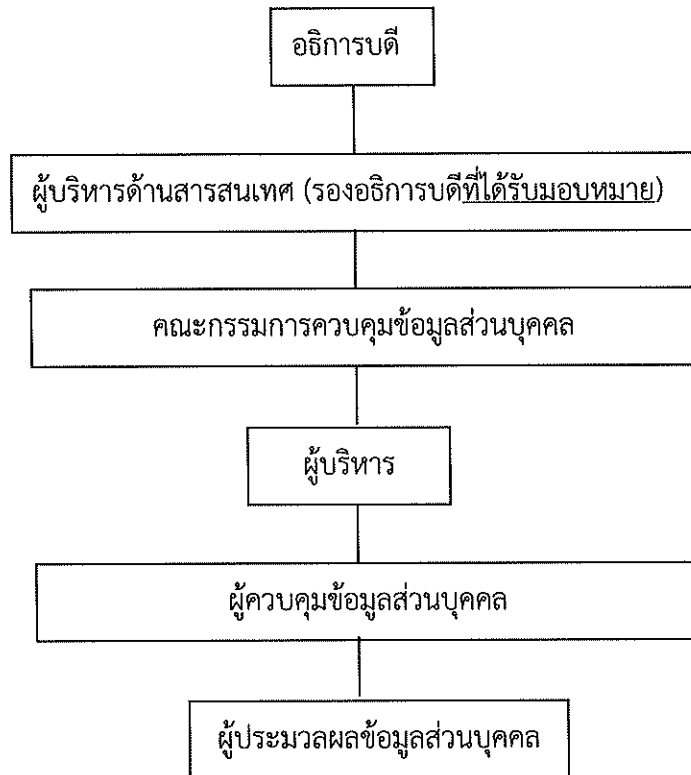 อธิการบดี
ผู้บริหารด้านสารสนเทศ (รองอธิการบดีที่ได้รับมอบหมาย)
คณะกรรมการควบคุมข้อมูลส่วนบุคคล
ผู้บริหาร
ผู้ควบคุมข้อมูลส่วนบุคคล
ผู้ประมวลผลข้อมูลส่วนบุคคล